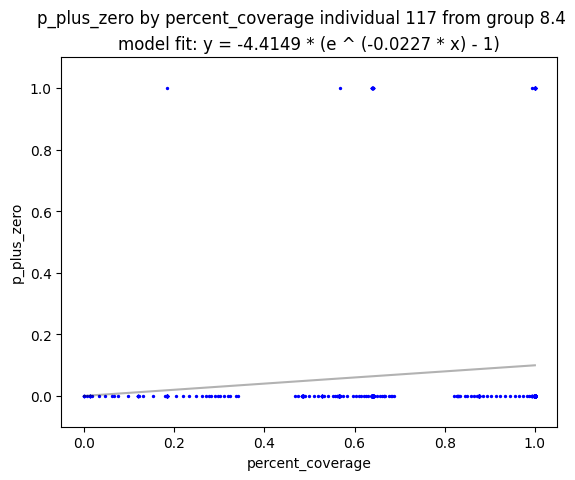 p_plus_zero by percent_coverage individual 117 from group 8.4
model fit: y = -4.4149 * (e ^ (-0.0227 * x) - 1)
1.0
0.8
0.6
0.4
0.2
0.0
p_plus_zero
0.0 0.2 0.4 0.6 0.8 1.0
percent_coverage